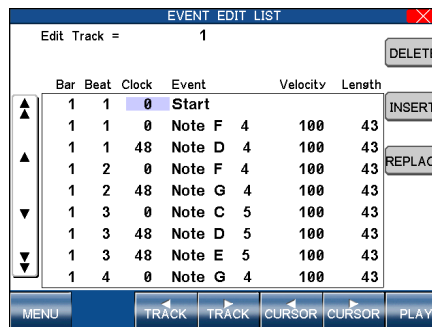 EVENT EDIT LIST
Edit Track = 1
DELETE
Bar Beat Clock Event Velocity Length
1 1 0 Start
INSERT
1 1 0 Note F 4 100 43
1 1 48 Note D 4 100 43
1 2 0 Note F 4 100 43
REPLAC
1 2 48 Note G 4 100 43
1 3 0 Note C 5 100 43
1 3 48 Note D 5 100 43
1 3 48 Note E 5 100 43
1 4 0 Note G 4 100 43
MENU TRACK TRACK CURSOR CURSOR PLAY